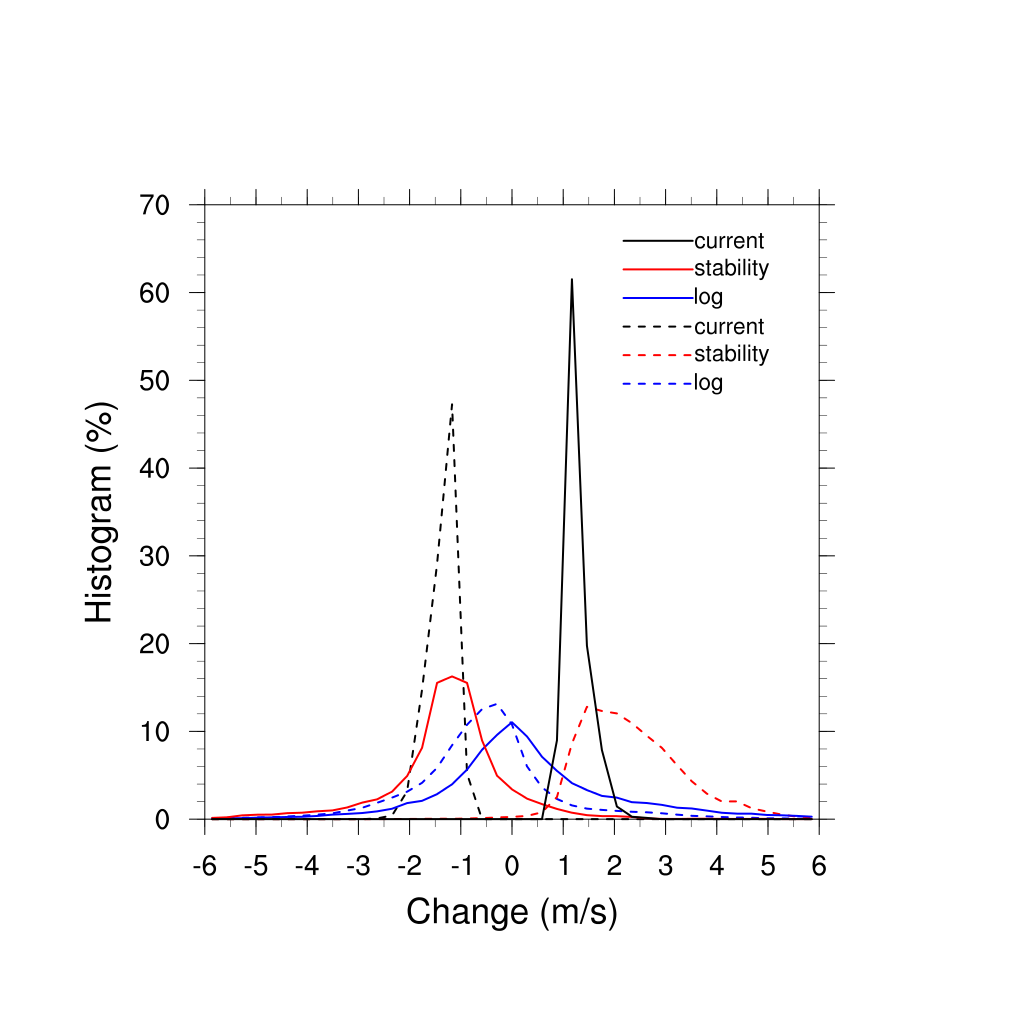 70
60
50
40
30
20
10
0
Histogram (%)
current
stability
log
current
stability
log
-6 -5 -4 -3 -2 -1 0 1 2 3 4 5 6
Change (m/s)